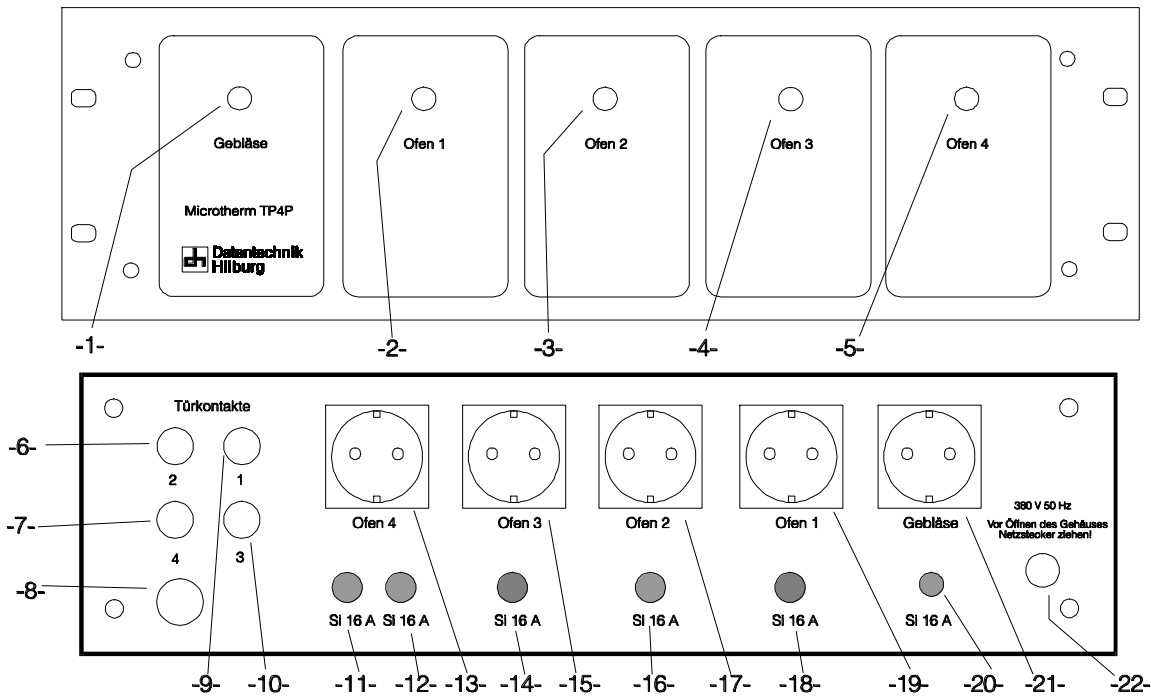 Gebläse
Ofen 1
Ofen 2
Ofen 3
Ofen 4
Microtherm TP4P
dh Datentechnik
Hilburg
-1-
-2-
-3-
-4-
-5-
Türkontakte
-6-
2
1
-7-
4
3
-8-
Ofen 4
Ofen 3
Ofen 2
Ofen 1
Gebläse
380 V 50 Hz
Vor Öffnen des Gehäuses
Netzstecker ziehen!
SI 16 A
SI 16 A
SI 16 A
SI 16 A
SI 16 A
SI 16 A
-9-
-10-
-11-
-12-
-13-
-14-
-15-
-16-
-17-
-18-
-19-
-20-
-21-
-22-